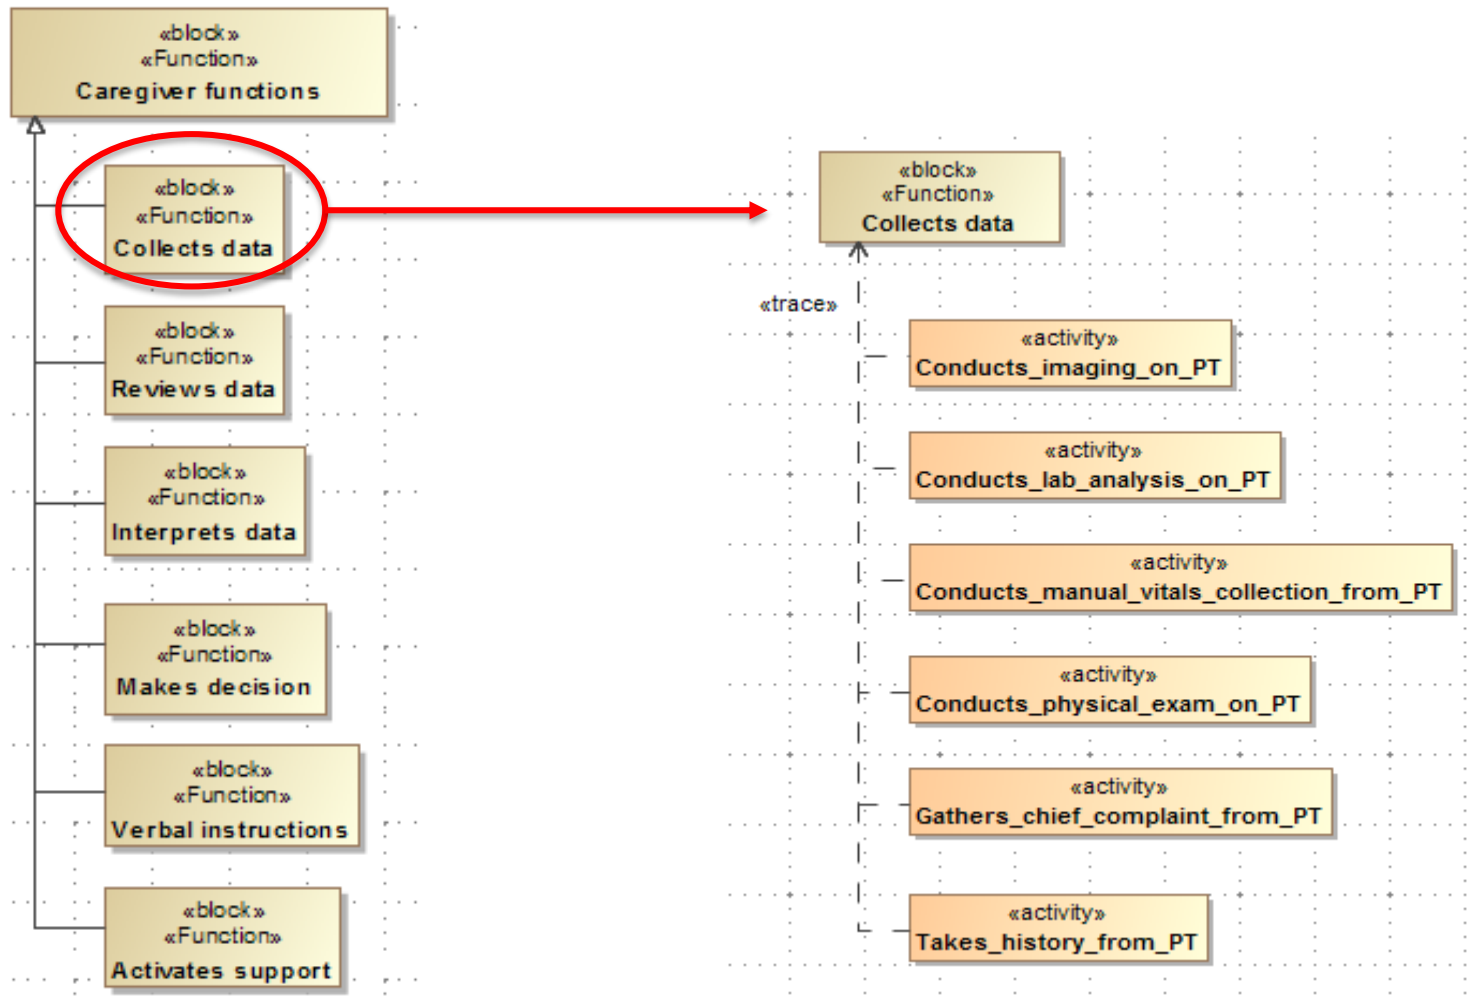 «block»
«Function»
Caregiver functions
«block»
«Function»
Collects data
«block»
«Function»
Reviews data
«block»
«Function»
Interprets data
«block»
«Function»
Makes decision
«block»
«Function»
Verbal instructions
«block»
«Function»
Activates support
«block»
«Function»
Collects data
«trace»
«activity»
Conducts_imaging_on_PT
«activity»
Conducts_lab_analysis_on_PT
«activity»
Conducts_manual_vitals_collection_from_PT
«activity»
Conducts_physical_exam_on_PT
«activity»
Gathers_chief_complaint_from_PT
«activity»
Takes_history_from_PT